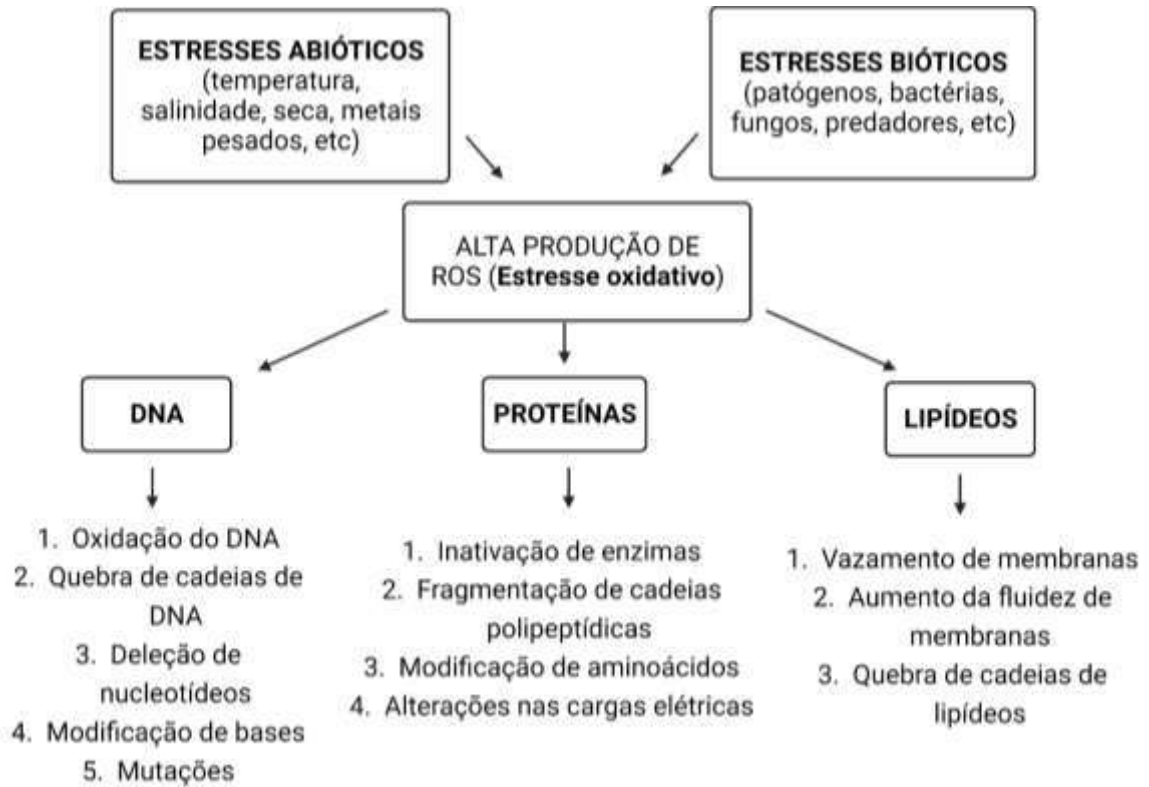 ESTRESSES ABIÓTICOS
(temperatura,
salinidade, seca, metais
pesados, etc)
ESTRESSES BIÓTICOS
(patógenos, bactérias,
fungos, predadores, etc)
ALTA PRODUÇÃO DE
ROS (Estresse oxidativo)
DNA
1. Oxidação do DNA
2. Quebra de cadeias de
DNA
3. Deleção de
nucleotídeos
4. Modificação de bases
5. Mutações
PROTEÍNAS
1. Inativação de enzimas
2. Fragmentação de cadeias
polipeptídicas
3. Modificação de aminoácidos
4. Alterações nas cargas elétricas
LIPÍDEOS
1. Vazamento de membranas
2. Aumento da fluidez de
membranas
3. Quebra de cadeias de
lipídeos